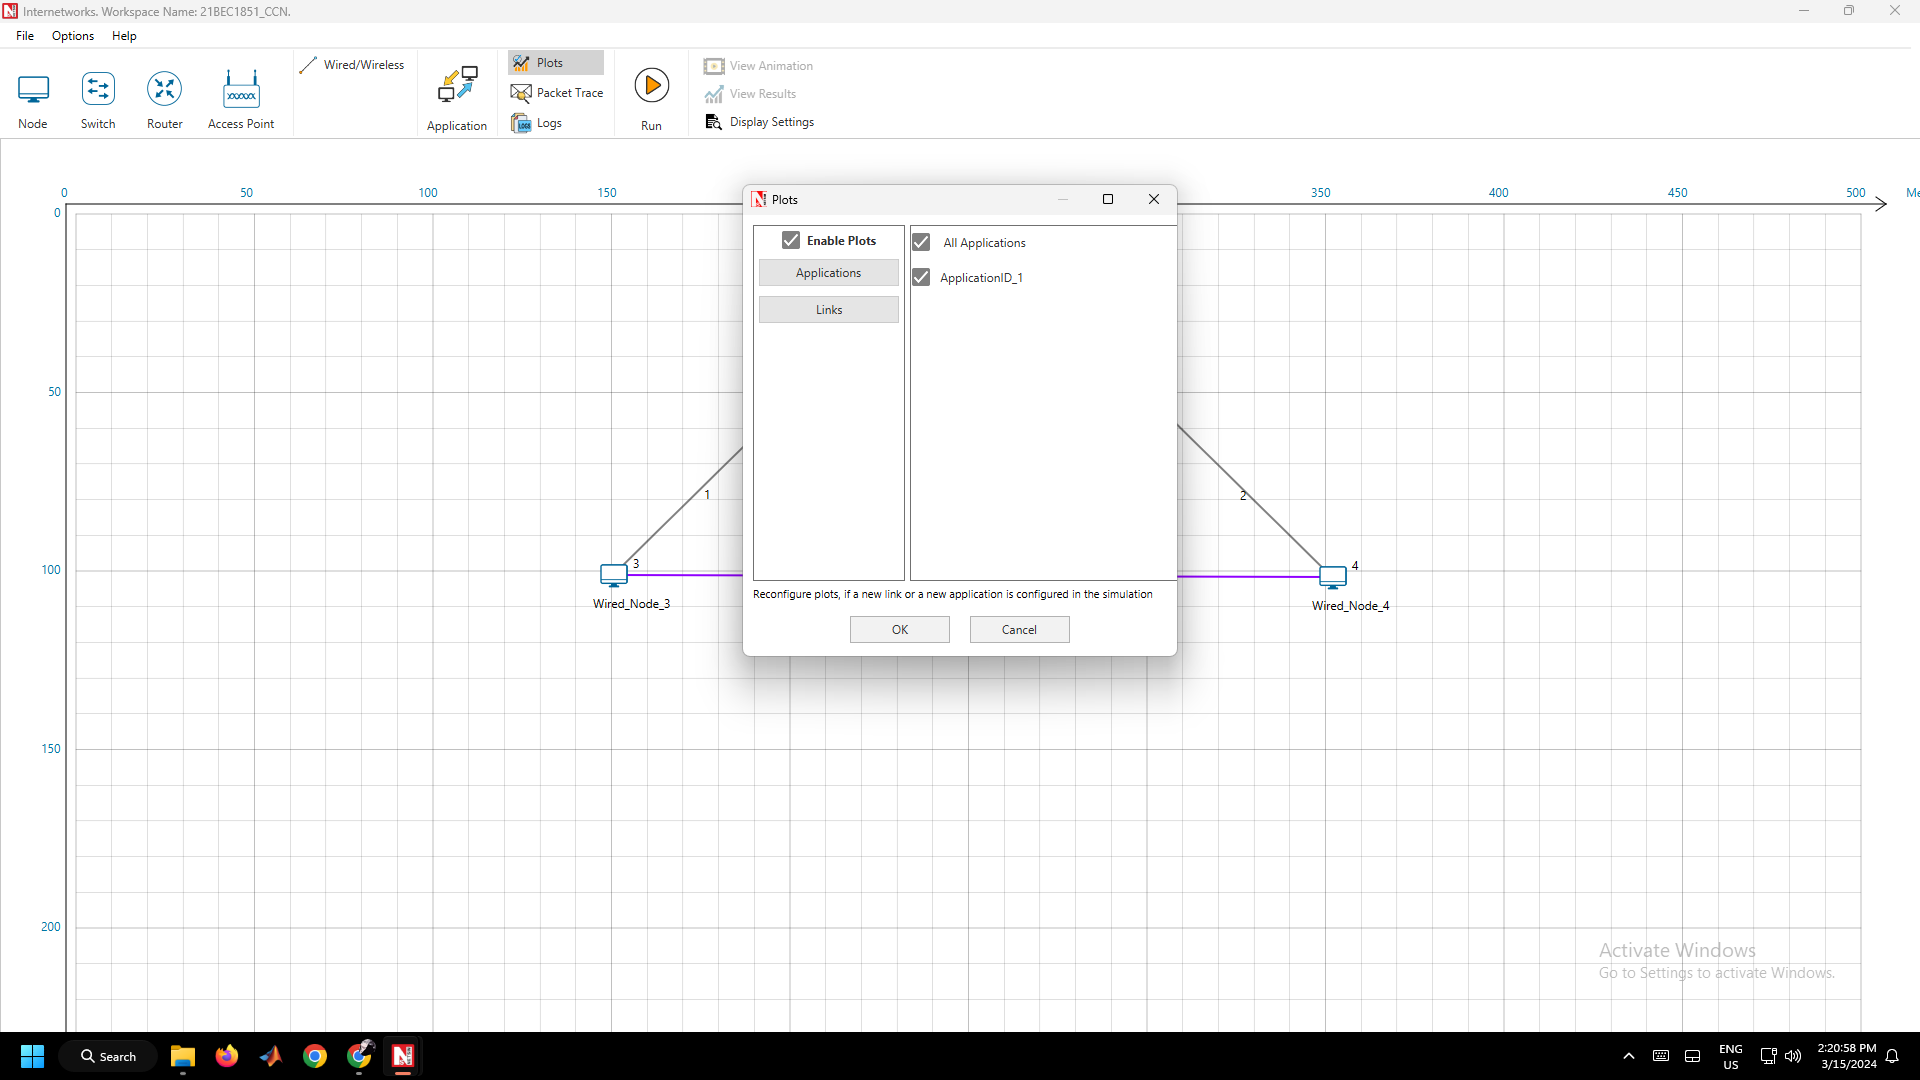 Internetworks. Workspace Name: 21BEC1851_CCN.
File Options Help
Node
Switch
Router
Access Point
Wired/Wireless
Application
Plots
Packet Trace
Logs
Run
View Animation
View Results
Display Settings
0 50 100 150 350 400 450 500 Me
0
50
100
150
200
Plots
Enable Plots
Applications
Links
All Applications
ApplicationID_1
Reconfigure plots, if a new link or a new application is configured in the simulation
OK Cancel
1
2
3
Wired_Node_3
4
Wired_Node_4
Activate Windows
Go to Settings to activate Windows.
Search
ENG
US
2:20:58 PM
3/15/2024